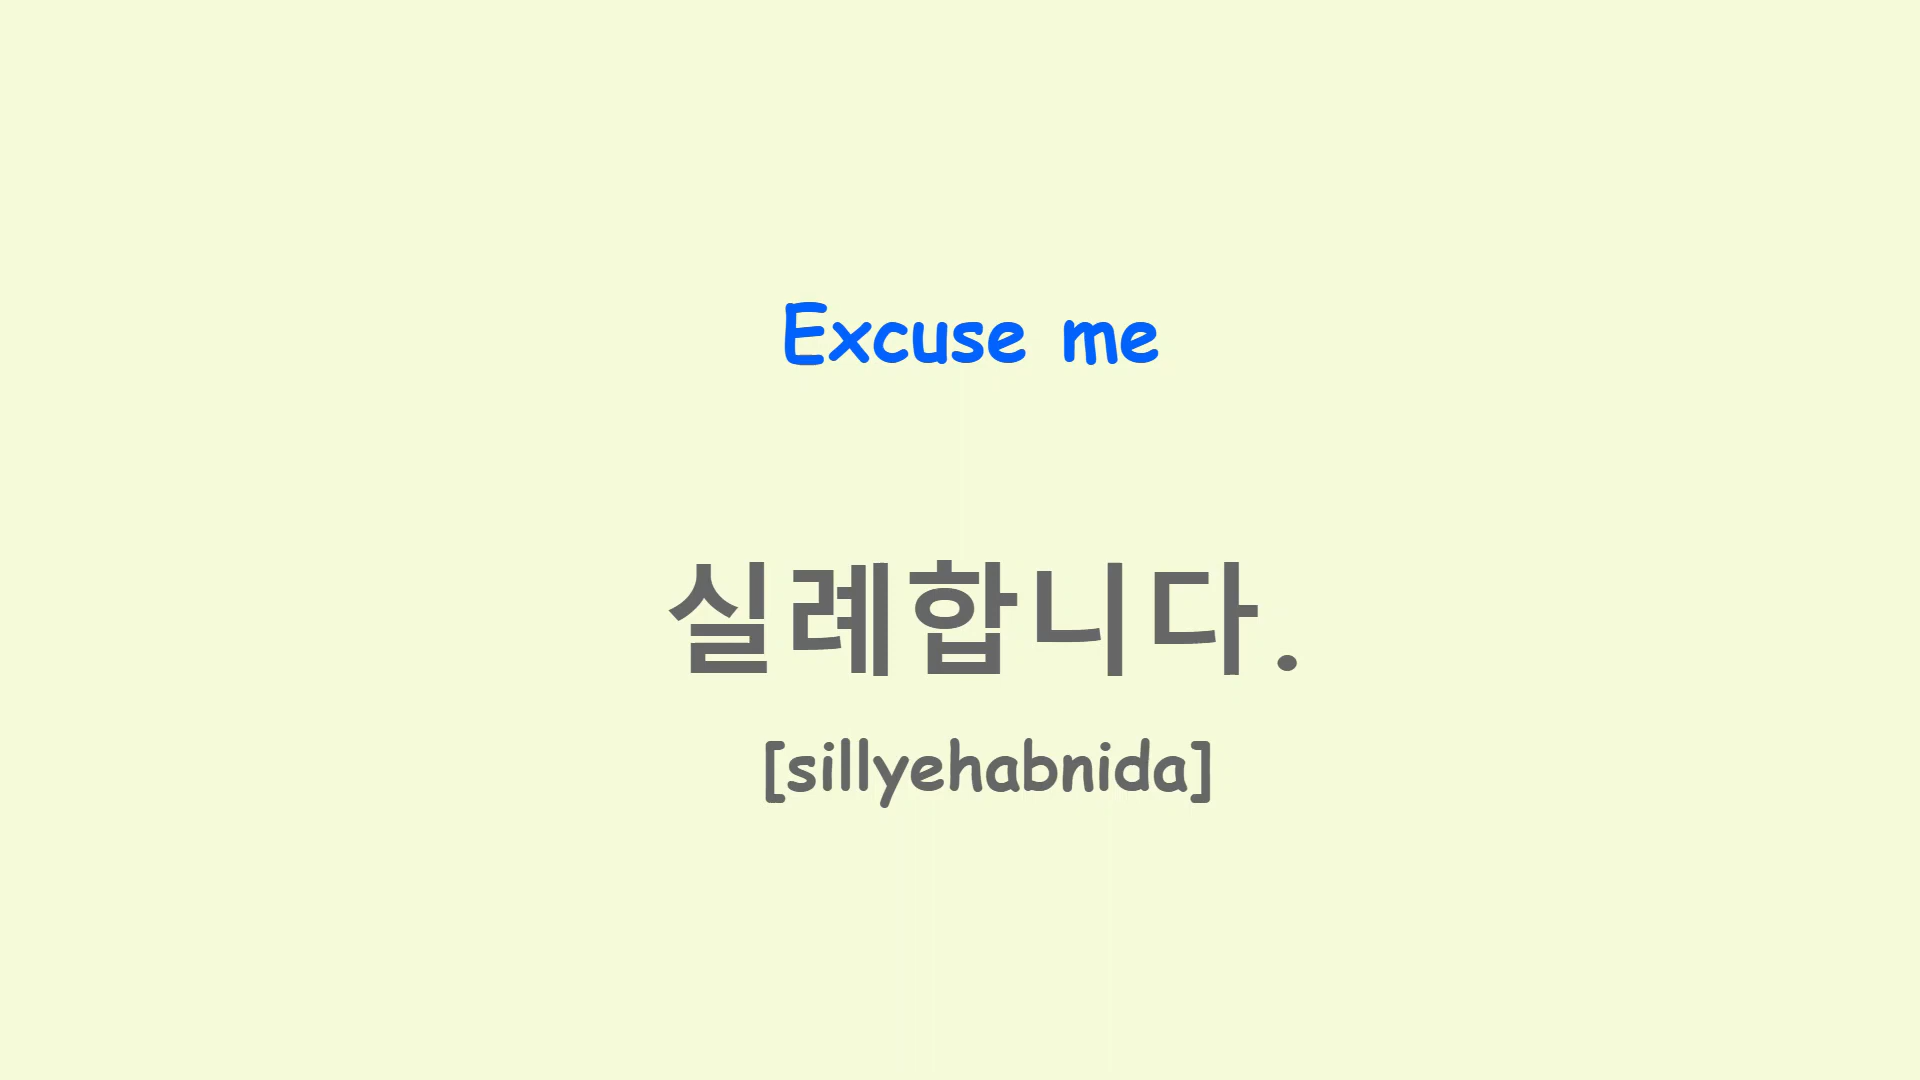 Excuse me
실례합니다.
[sillyehabnida]